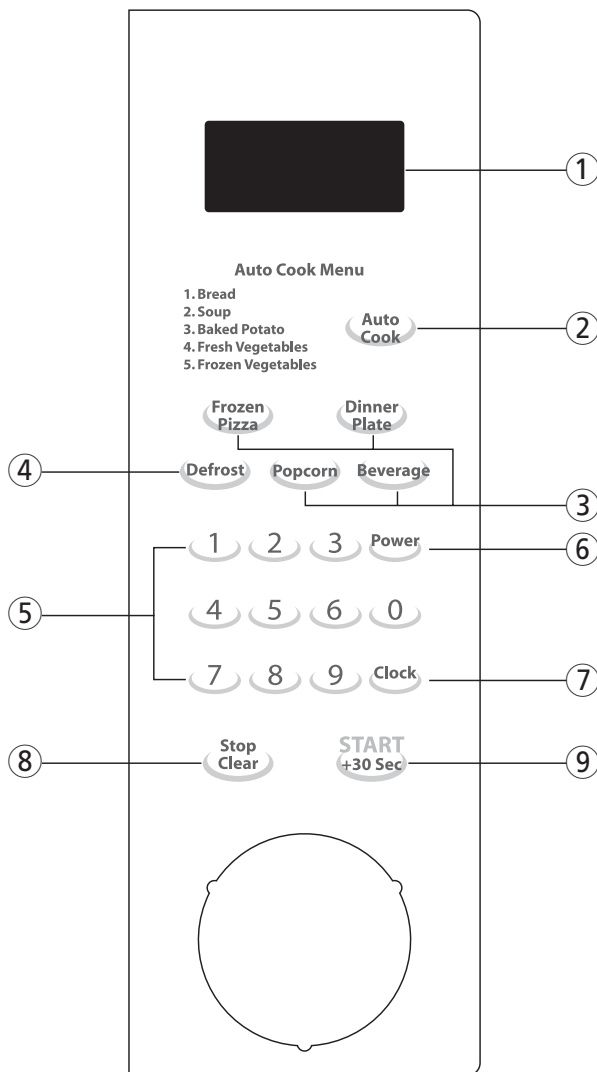 ①
Auto Cook Menu
1. Bread
2. Soup
3. Baked Potato
4. Fresh Vegetables
5. Frozen Vegetables
Auto
Cook
②
Frozen
Pizza
Dinner
Plate
④
Defrost
Popcorn
Beverage
③
1 2 3 Power
⑥
⑤
4 5 6 0
7 8 9 Clock
⑦
⑧
Stop
Clear
START
+30 Sec
⑨